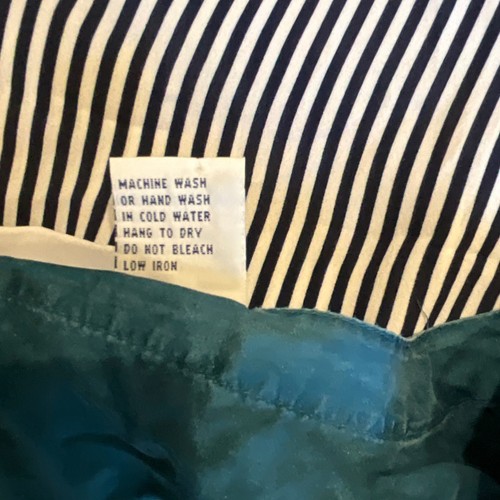 MACHINE WASH
OR HAND WASH
IN COLD WATER
HANG TO DRY
DO NOT BLEACH
LOW IRON